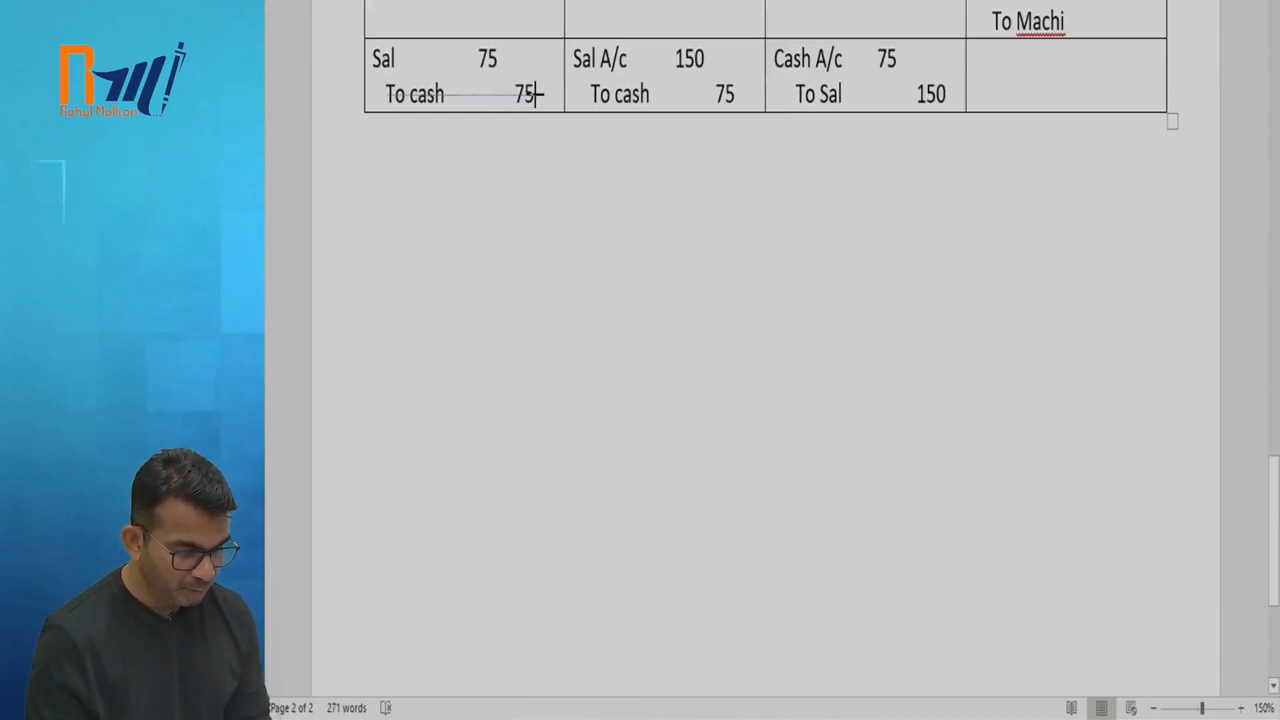 Rahul Malkan
To Machi
Sal 75
To cash 75
Sal A/c 150
To cash 75
Cash A/c 75
To Sal 150
Page 2 of 2 271 words
150%